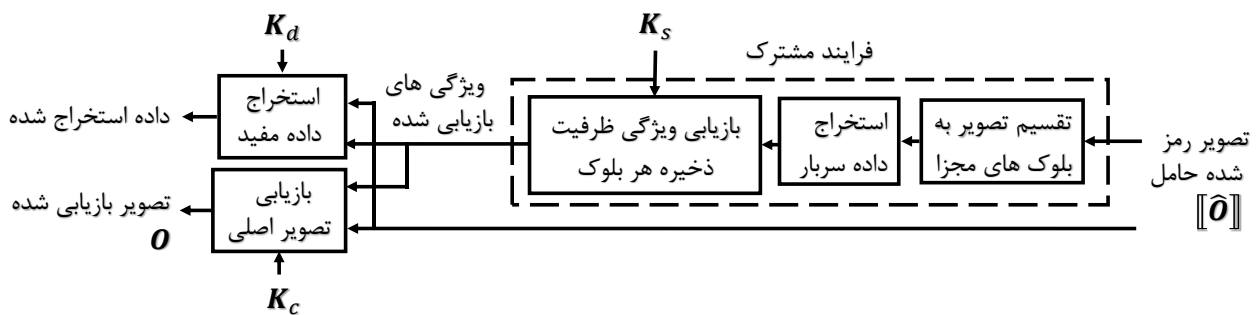 فرایند مشترک
تصویر رمز
شده حامل
⟦Ô⟧
تقسیم تصویر به
بلوک های مجزا
استخراج
داده سربار
K_s
بازیابی ویژگی ظرفیت
ذخیره هر بلوک
ویژگی های
بازیابی شده
K_d
استخراج
داده مفید
داده استخراج شده
بازیابی
تصویر اصلی
K_c
تصویر بازیابی شده
O